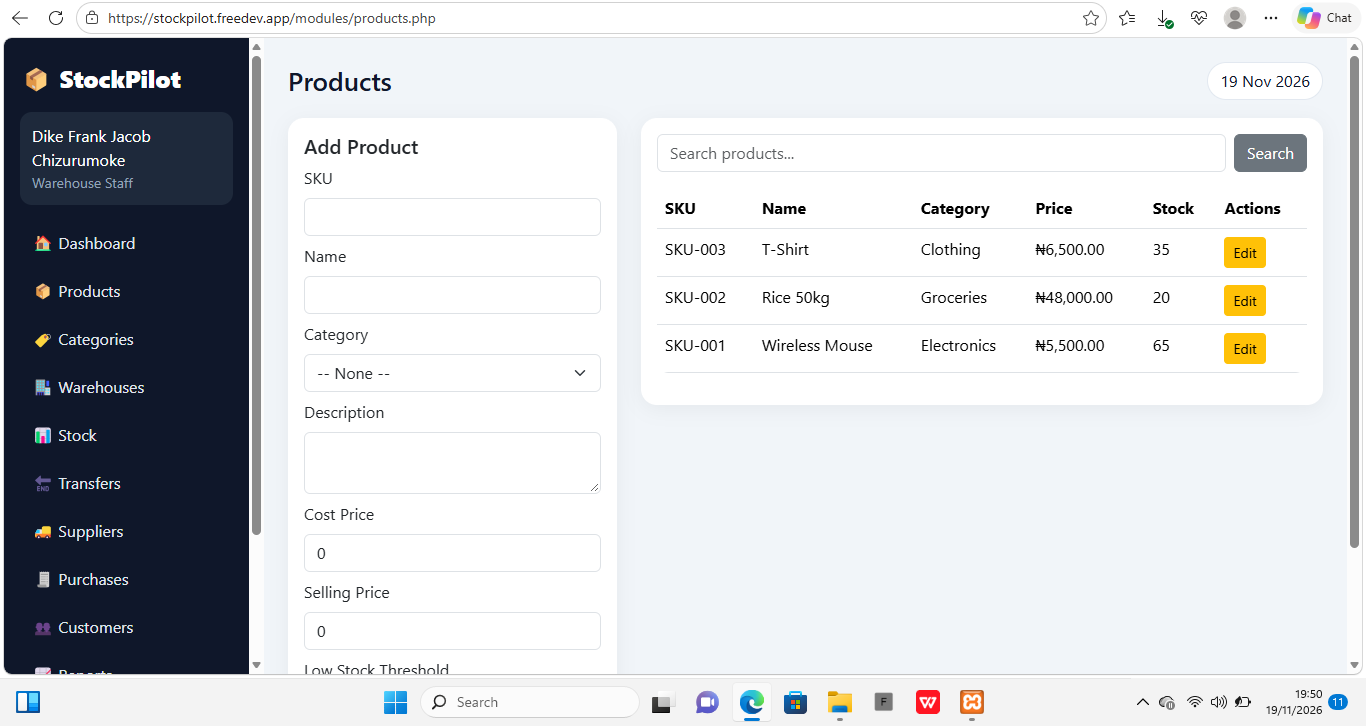 https://stockpilot.freedev.app/modules/products.php
Chat
StockPilot
Dike Frank Jacob
Chizurumoke
Warehouse Staff
Dashboard
Products
Categories
Warehouses
Stock
END
Transfers
Suppliers
Purchases
Customers
Reports
Products
19 Nov 2026
Add Product
SKU
Name
Category
-- None --
Description
Cost Price
0
Selling Price
0
Low Stock Threshold
Search products...
Search
SKU Name Category Price Stock Actions
SKU-003 T-Shirt Clothing ₦6,500.00 35 Edit
SKU-002 Rice 50kg Groceries ₦48,000.00 20 Edit
SKU-001 Wireless Mouse Electronics ₦5,500.00 65 Edit
Search
F
W
19:50
19/11/2026
11